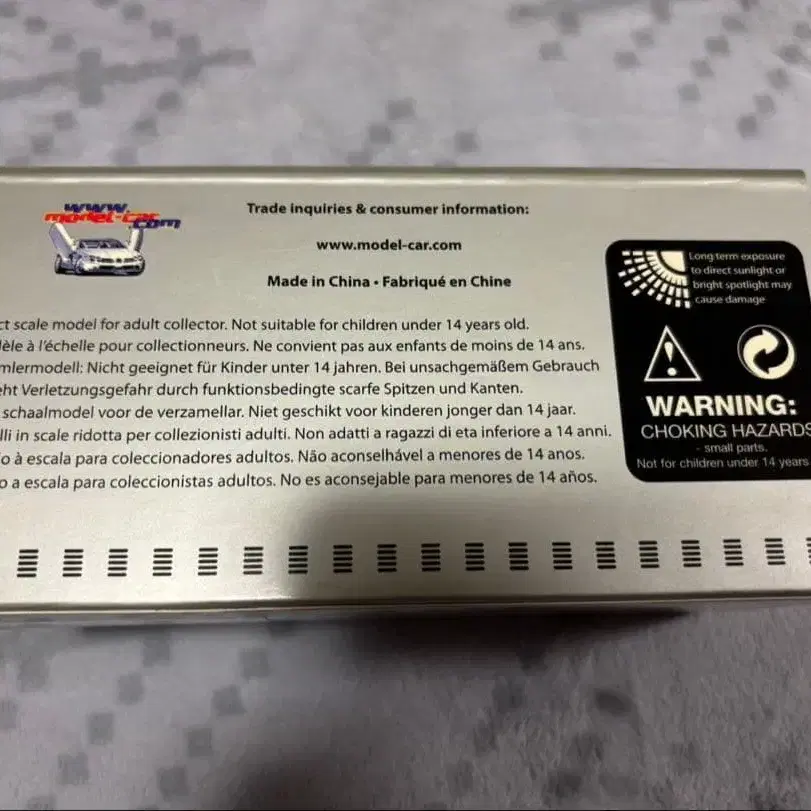 www.
model-car
.com
Trade inquiries & consumer information:
www.model-car.com
Made in China • Fabriqué en Chine
ct scale model for adult collector. Not suitable for children under 14 years old.
èle à l'échelle pour collectionneurs. Ne convient pas aux enfants de moins de 14 ans.
mlermodell: Nicht geeignet für Kinder unter 14 jahren. Bei unsachgemäßem Gebrauch
eht Verletzungsgefahr durch funktionsbedingte scarfe Spitzen und Kanten.
schaalmodel voor de verzamellar. Niet geschikt voor kinderen jonger dan 14 jaar.
lli in scale ridotta per collezionisti adulti. Non adatti a ragazzi di eta inferiore a 14 anni.
o à escala para coleccionadores adultos. Não aconselhável a menores de 14 anos.
o a escala para coleccionistas adultos. No es aconsejable para menores de 14 años.
Long term exposure
to direct sunlight or
bright spotlight may
cause damage
WARNING:
CHOKING HAZARDS
- small parts.
Not for children under 14 years